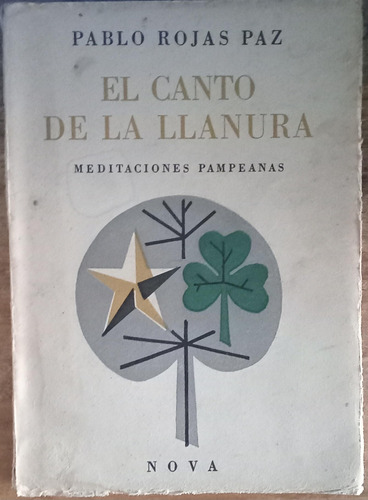 PABLO ROJAS PAZ
EL CANTO
DE LA LLANURA
MEDITACIONES PAMPEANAS
NOVA